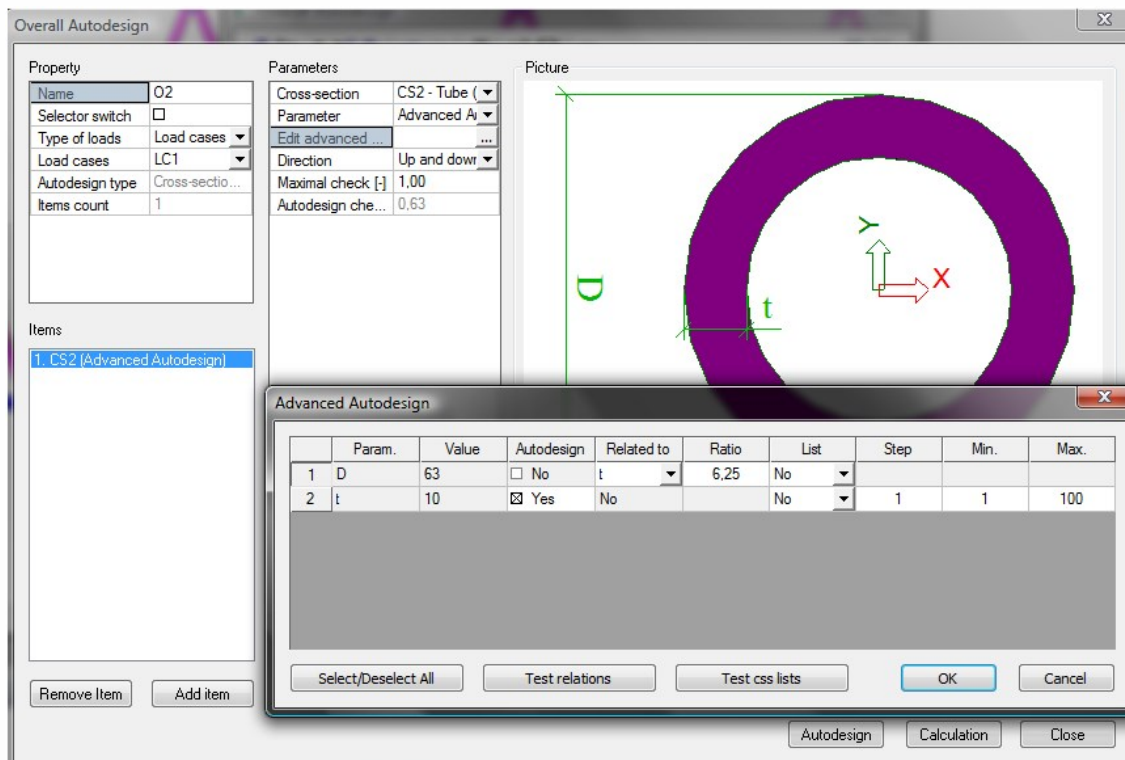 Overall Autodesign
Property
Name O2
Selector switch
Type of loads Load cases
Load cases LC1
Autodesign type Cross-sectio...
Items count 1
Parameters
Cross-section CS2 - Tube (
Parameter Advanced A
Edit advanced ... ...
Direction Up and down
Maximal check [-] 1,00
Autodesign che... 0,63
Picture
D
t
Y
X
Items
1. CS2 (Advanced Autodesign)
Advanced Autodesign
Param. Value Autodesign Related to Ratio List Step Min. Max.
1 D 63 No t 6,25 No
2 t 10 Yes No No 1 1 100
Select/Deselect All Test relations Test css lists OK Cancel
Remove Item Add item
Autodesign Calculation Close